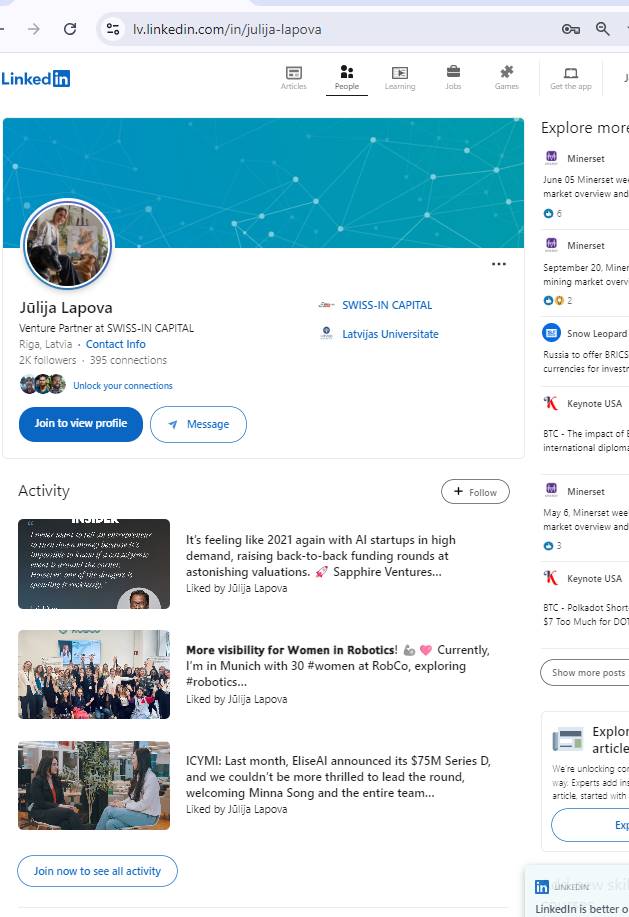 lv.linkedin.com/in/julija-lapova
Linkedin
Articles
People
Learning
Jobs
Games
Get the app
Jūlija Lapova
Venture Partner at SWISS-IN CAPITAL
Riga, Latvia · Contact Info
2K followers · 395 connections
Unlock your connections
Join to view profile
Message
SWISS-IN CAPITAL
Latvijas Universitate
Activity
+ Follow
INSIDER
It's feeling like 2021 again with AI startups in high
demand, raising back-to-back funding rounds at
astonishing valuations. 🚀 Sapphire Ventures...
Liked by Jūlija Lapova
More visibility for Women in Robotics! 💪 💗 Currently,
I'm in Munich with 30 #women at RobCo, exploring
#robotics...
Liked by Jūlija Lapova
ICYMI: Last month, EliseAI announced its $75M Series D,
and we couldn't be more thrilled to lead the round,
welcoming Minna Song and the entire team...
Liked by Jūlija Lapova
Join now to see all activity
Explore more
Minerset
June 05 Minerset wee
market overview and
6
Minerset
September 20, Miner
mining market overv
2
Snow Leopard
Russia to offer BRICS
currencies for investm
Keynote USA
BTC - The impact of E
international diploma
Minerset
May 6, Minerset wee
market overview and
3
Keynote USA
BTC - Polkadot Short
$7 Too Much for DOT
Show more posts
Explor
article
We're unlocking con
way. Experts add ins
article, started with
Exp
LINKEDIN
LinkedIn is better o